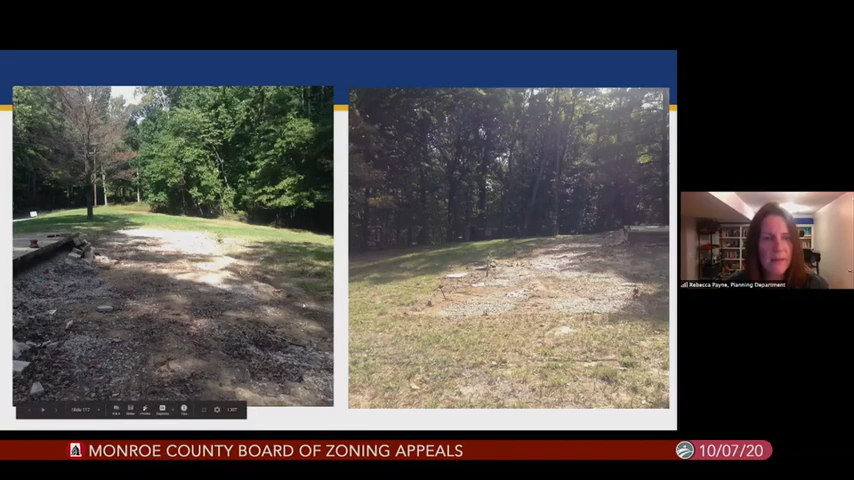 Rebecca Payne, Planning Department
MONROE COUNTY BOARD OF ZONING APPEALS
10/07/20